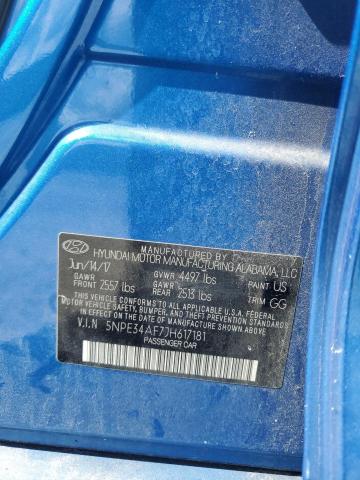 MANUFACTURED BY
HYUNDAI MOTOR MANUFACTURING ALABAMA, LLC
Jun/14/17 GVWR 4497 lbs PAINT US
GAWR FRONT 2557 lbs GAWR REAR 2513 lbs TRIM GG
THIS VEHICLE CONFORMS TO ALL APPLICABLE U.S.A. FEDERAL
MOTOR VEHICLE SAFETY, BUMPER, AND THEFT PREVENTION
STANDARDS IN EFFECT ON THE DATE OF MANUFACTURE SHOWN ABOVE.
V.I.N 5NPE34AF7JH617181
PASSENGER CAR